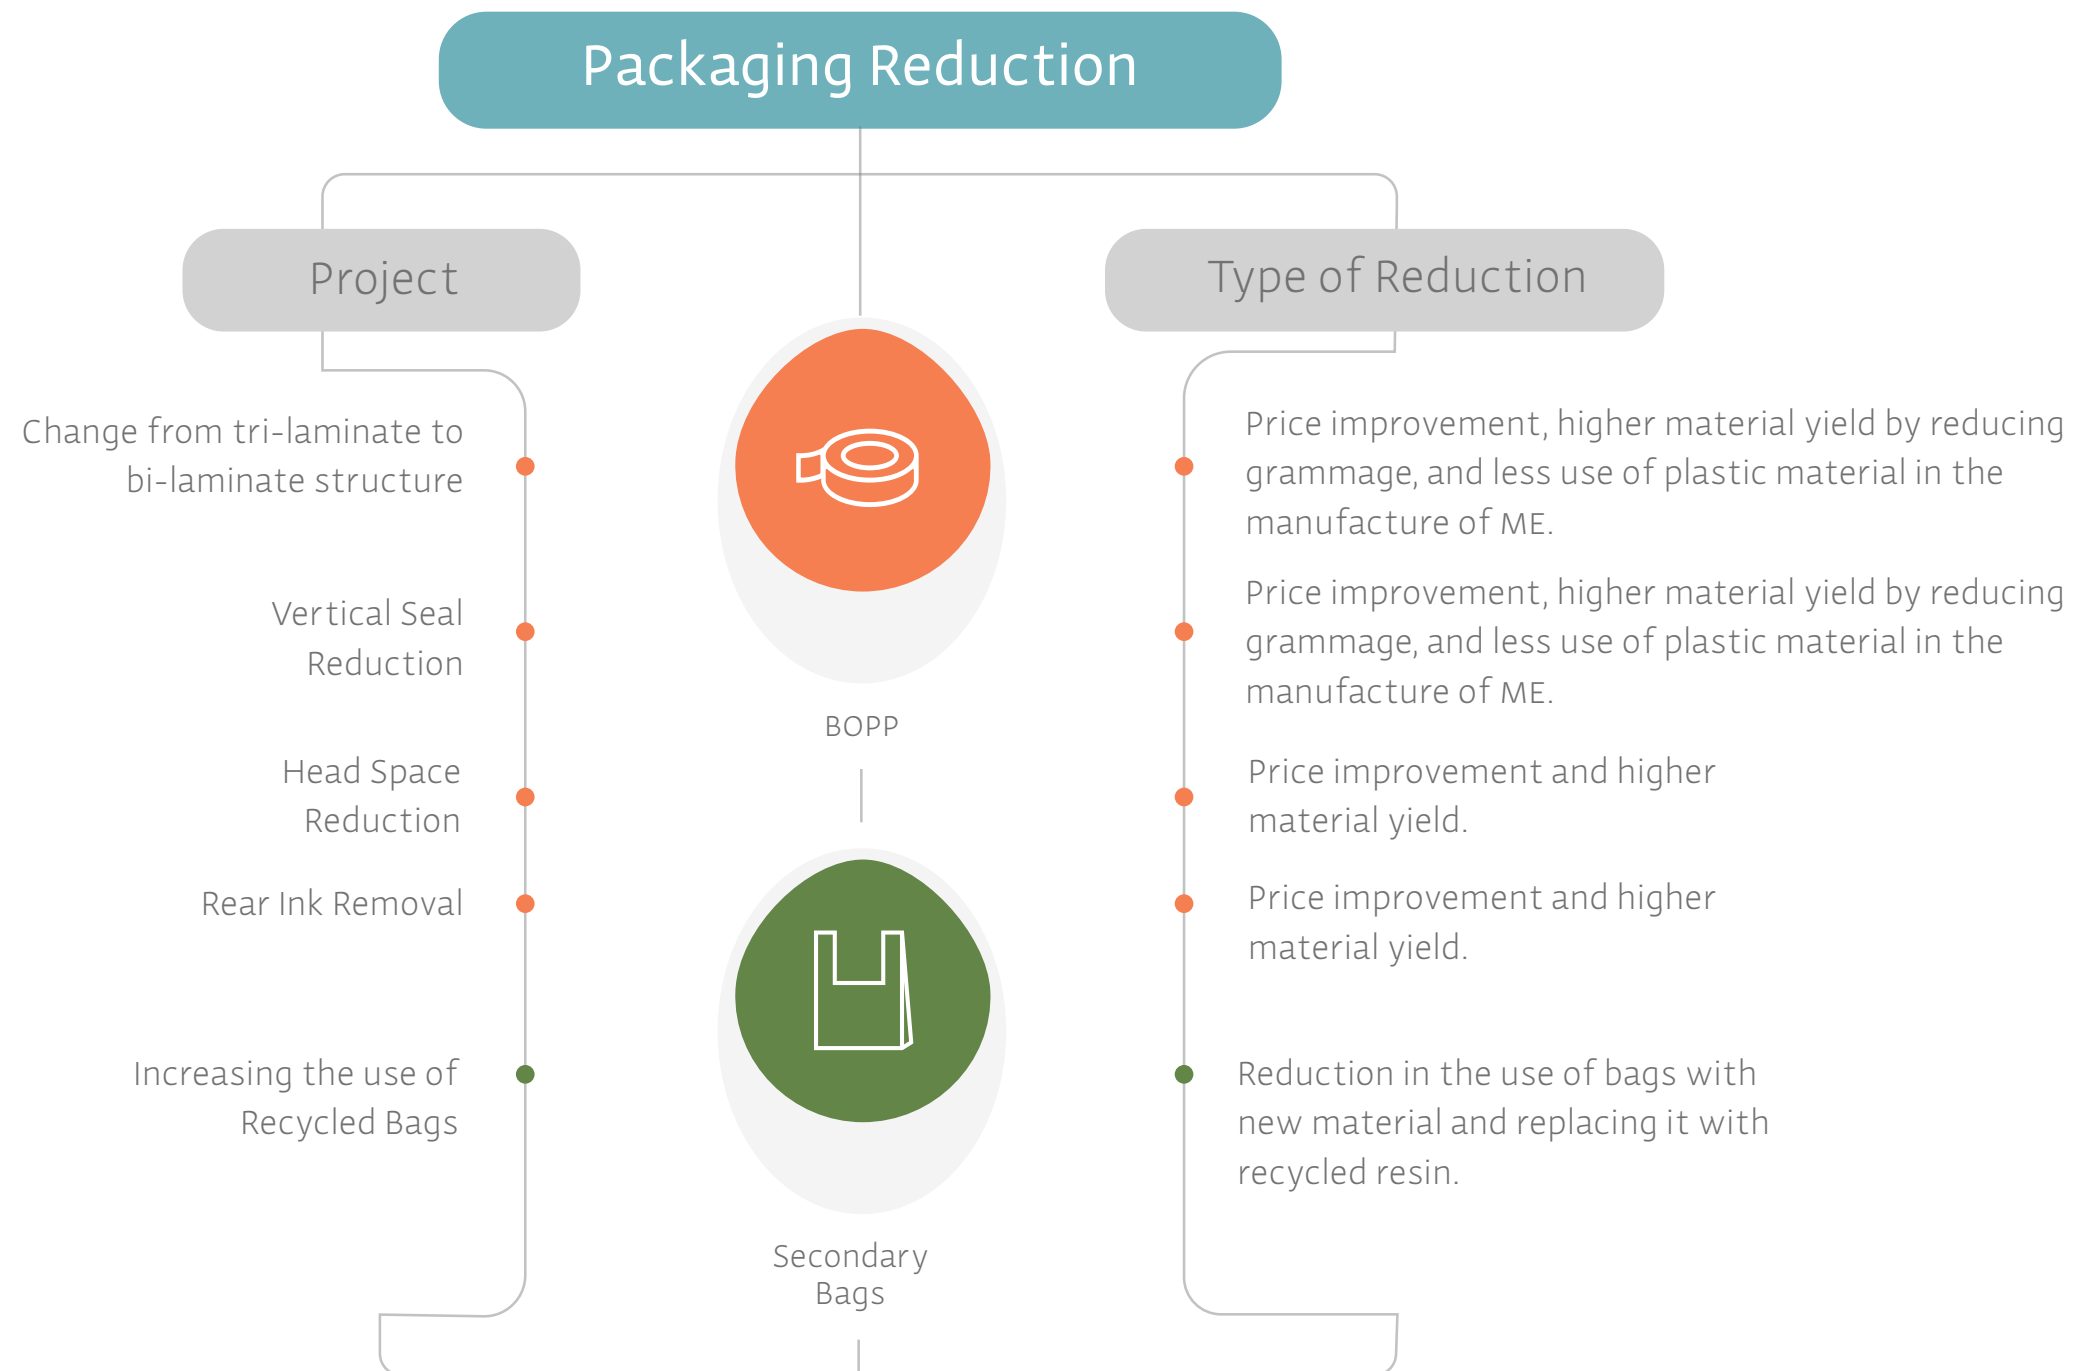 Packaging Reduction
Project
Type of Reduction
Change from tri-laminate to
bi-laminate structure
Price improvement, higher material yield by reducing
grammage, and less use of plastic material in the
manufacture of ME.
Vertical Seal
Reduction
Price improvement, higher material yield by reducing
grammage, and less use of plastic material in the
manufacture of ME.
BOPP
Head Space
Reduction
Price improvement and higher
material yield.
Rear Ink Removal
Price improvement and higher
material yield.
Increasing the use of
Recycled Bags
Reduction in the use of bags with
new material and replacing it with
recycled resin.
Secondary
Bags